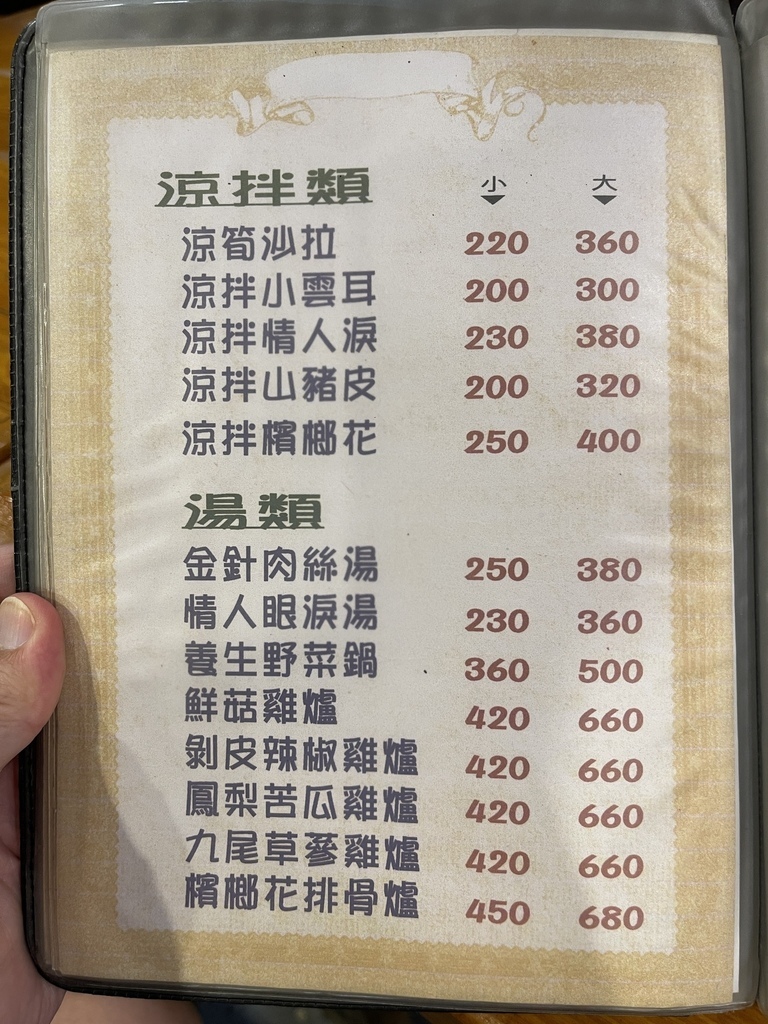 涼拌類 小 大
涼筍沙拉 220 360
涼拌小雲耳 200 300
涼拌情人淚 230 380
涼拌山豬皮 200 320
涼拌檳榔花 250 400
湯類
金針肉絲湯 250 380
情人眼淚湯 230 360
養生野菜鍋 360 500
鮮菇雞爐 420 660
剝皮辣椒雞爐 420 660
鳳梨苦瓜雞爐 420 660
九尾草蔘雞爐 420 660
檳榔花排骨爐 450 680